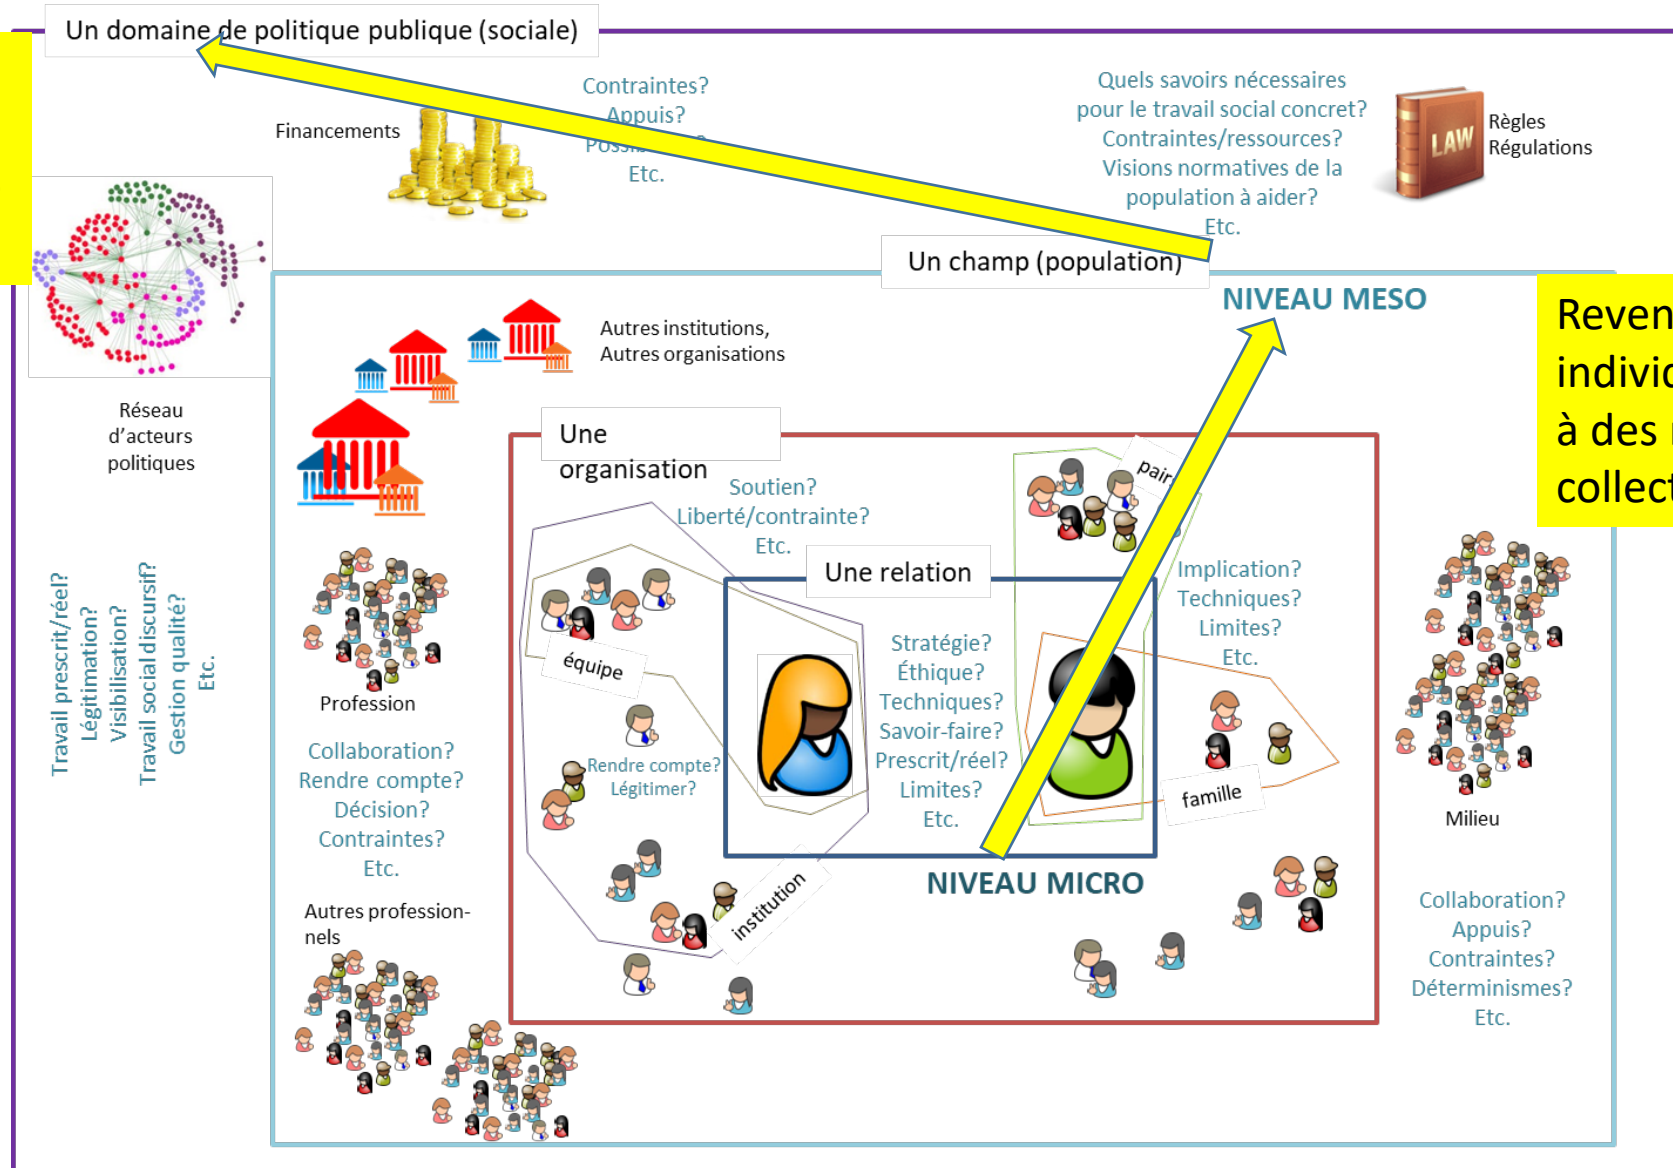 Un domaine de politique publique (sociale)
Financements
Contraintes?
Appuis?
Etc.
Quels savoirs nécessaires
pour le travail social concret?
Contraintes/ressources?
Visions normatives de la
population à aider?
Etc.
LAW
Règles
Régulations
Un champ (population)
NIVEAU MESO
Réseau
d'acteurs
politiques
Autres institutions,
Autres organisations
Une
organisation
Soutien?
Liberté/contrainte?
Etc.
Une relation
pairs
Implication?
Techniques?
Limites?
Etc.
Stratégie?
Éthique?
Techniques?
Savoir-faire?
Prescrit/réel?
Limites?
Etc.
équipe
Rendre compte?
Légitimer?
famille
institution
NIVEAU MICRO
Travail prescrit/réel?
Légitimation?
Visibilisation?
Travail social discursif?
Gestion qualité?
Etc.
Profession
Collaboration?
Rendre compte?
Décision?
Contraintes?
Etc.
Autres profession-
nels
Milieu
Collaboration?
Appuis?
Contraintes?
Déterminismes?
Etc.
à des